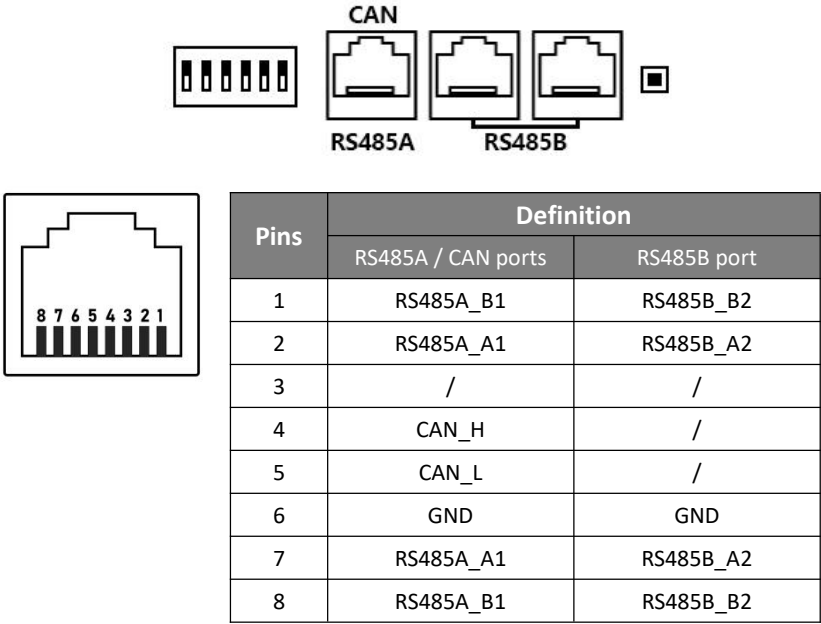 CAN
RS485A RS485B
8 7 6 5 4 3 2 1
Pins Definition
RS485A / CAN ports RS485B port
1 RS485A_B1 RS485B_B2
2 RS485A_A1 RS485B_A2
3 / /
4 CAN_H /
5 CAN_L /
6 GND GND
7 RS485A_A1 RS485B_A2
8 RS485A_B1 RS485B_B2